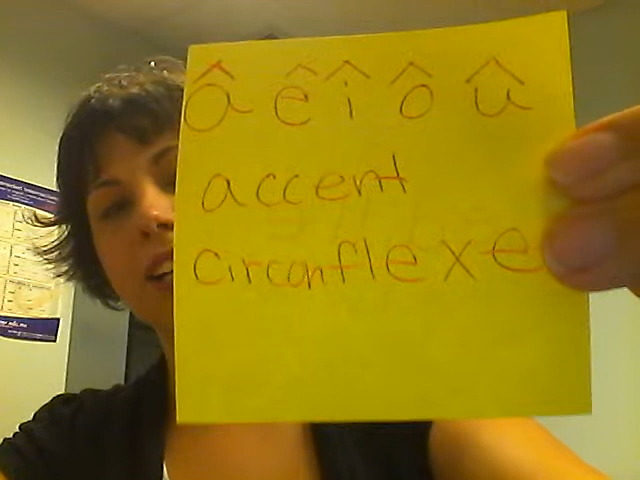 â ê î ô û
accent
circonflexe